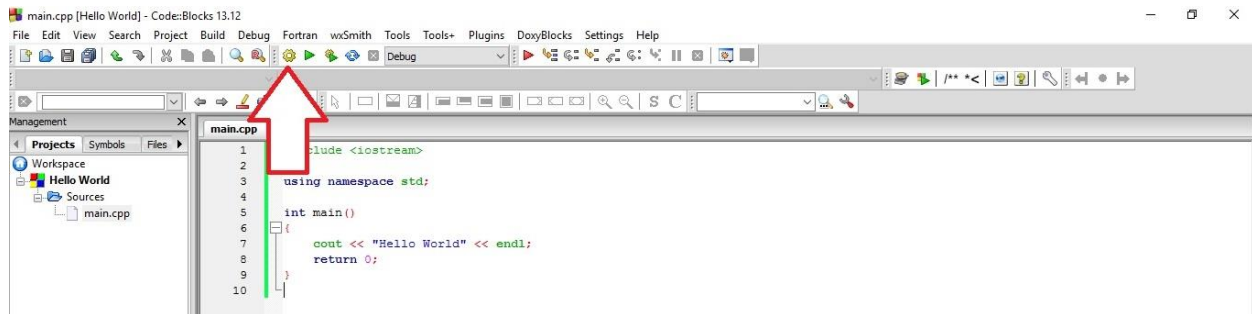 main.cpp [Hello World] - Code::Blocks 13.12
File Edit View Search Project Build Debug Fortran wxSmith Tools Tools+ Plugins DoxyBlocks Settings Help
Debug
/** *<
S C
Management
Projects Symbols Files
Workspace
Hello World
Sources
main.cpp
main.cpp
1 clude <iostream>
2
3 using namespace std;
4
5 int main()
6 {
7 cout << "Hello World" << endl;
8 return 0;
9 }
10